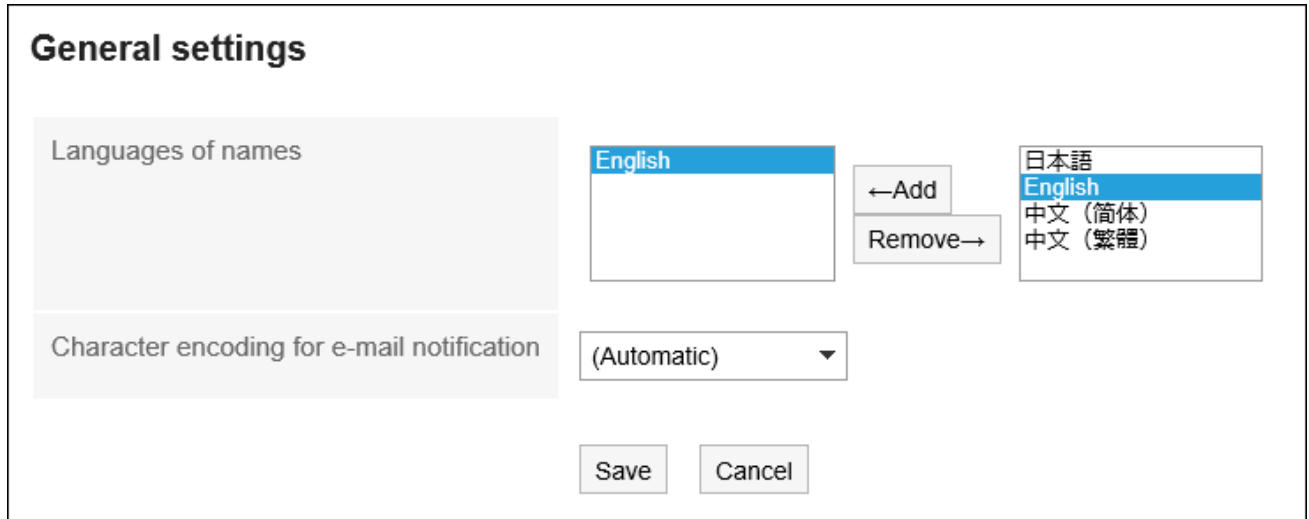 General settings
Languages of names
English
←Add
Remove→
日本語
English
中文（简体）
中文（繁體）
Character encoding for e-mail notification
(Automatic)
Save
Cancel